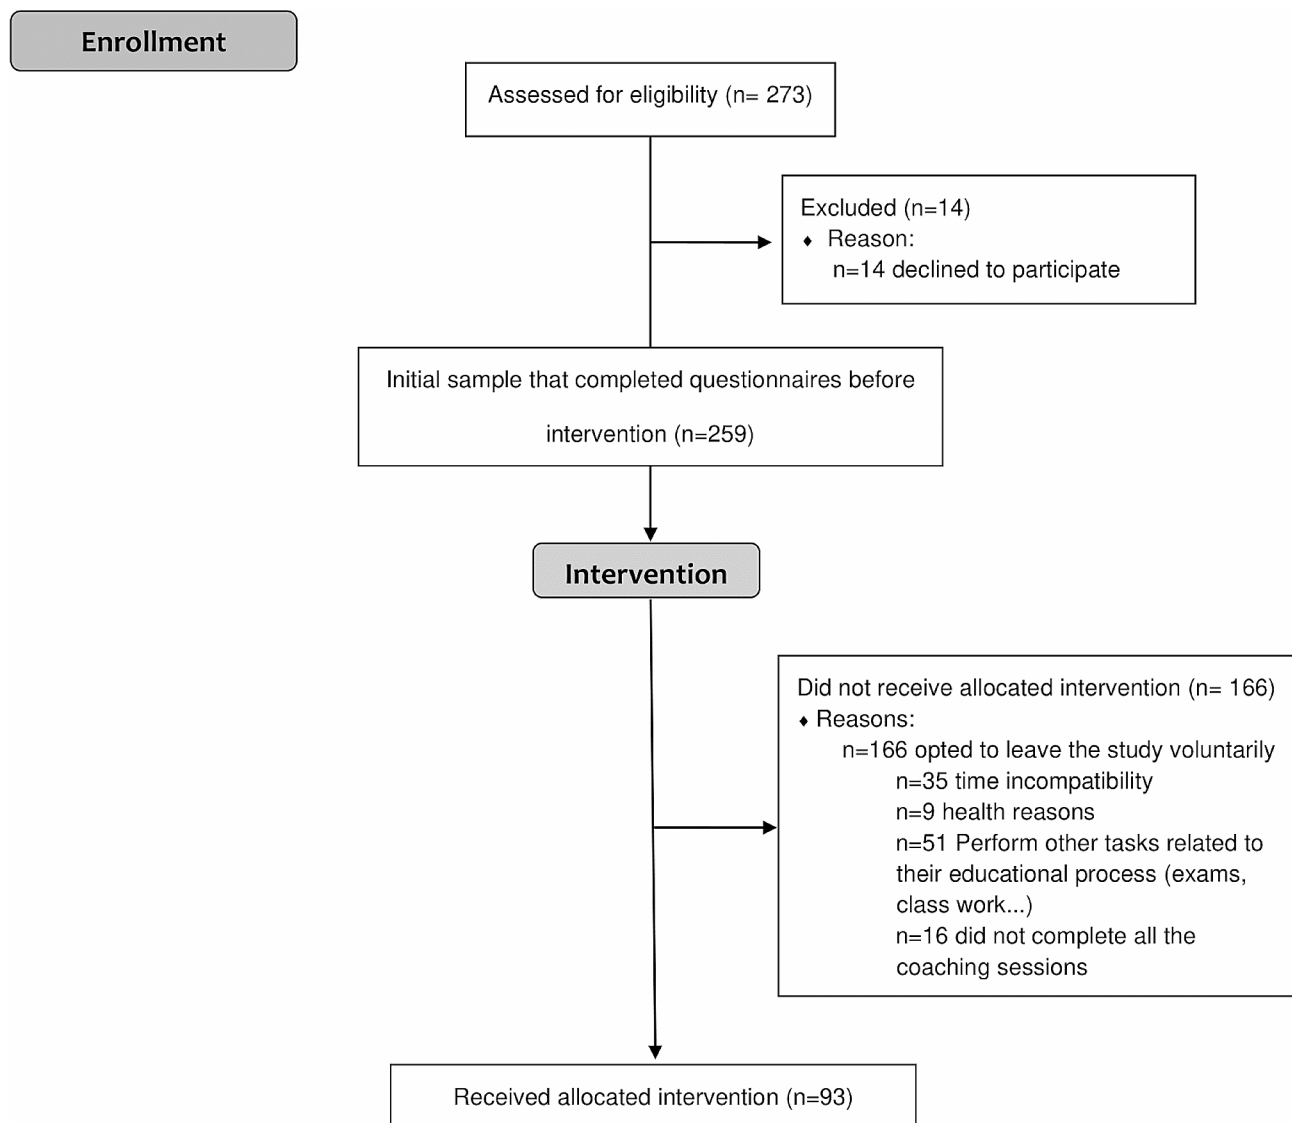 Enrollment
Assessed for eligibility (n= 273)
Excluded (n=14)
♦ Reason:
n=14 declined to participate
Initial sample that completed questionnaires before
intervention (n=259)
Intervention
Did not receive allocated intervention (n= 166)
♦ Reasons:
n=166 opted to leave the study voluntarily
n=35 time incompatibility
n=9 health reasons
n=51 Perform other tasks related to
their educational process (exams,
class work...)
n=16 did not complete all the
coaching sessions
Received allocated intervention (n=93)